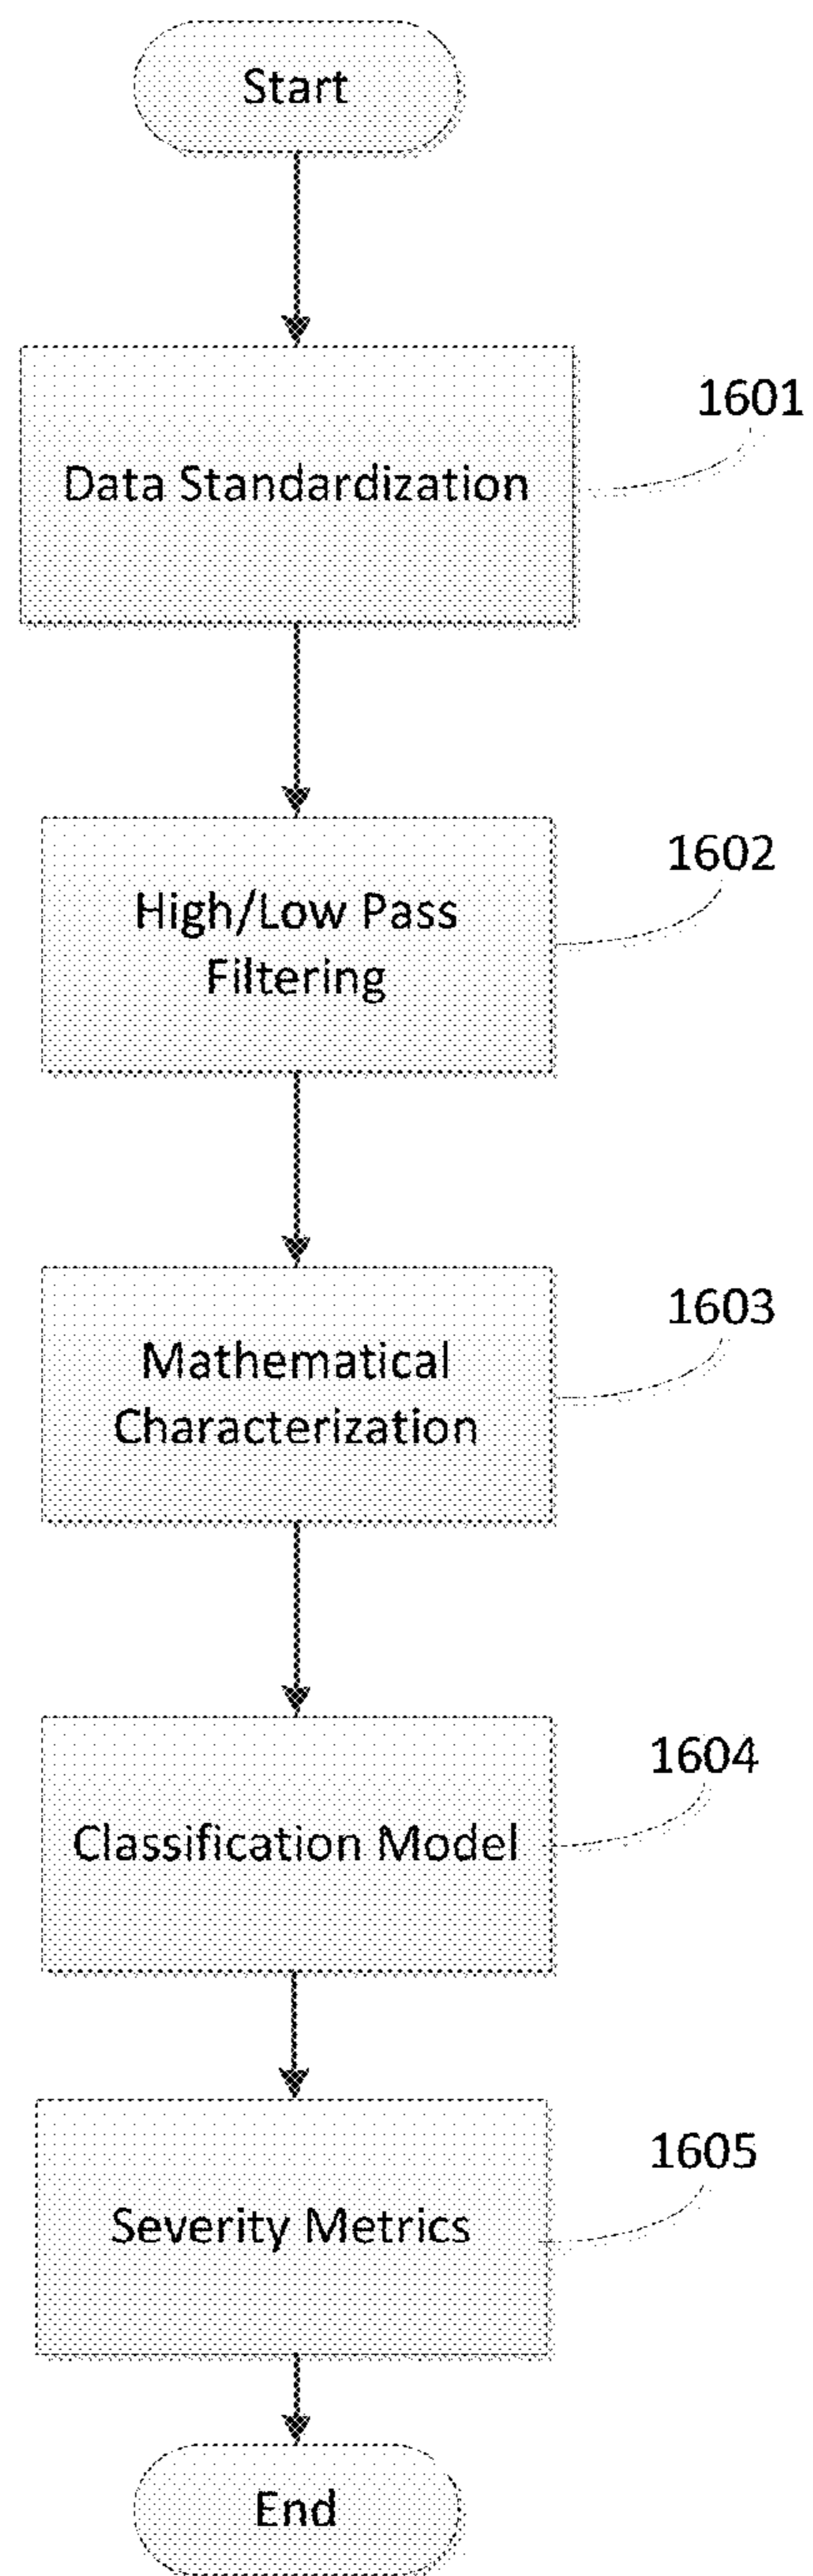 Start
1601
Data Standardization
1602
High/Low Pass
Filtering
1603
Mathematical
Characterization
1604
Classification Model
1605
Severity Metrics
End